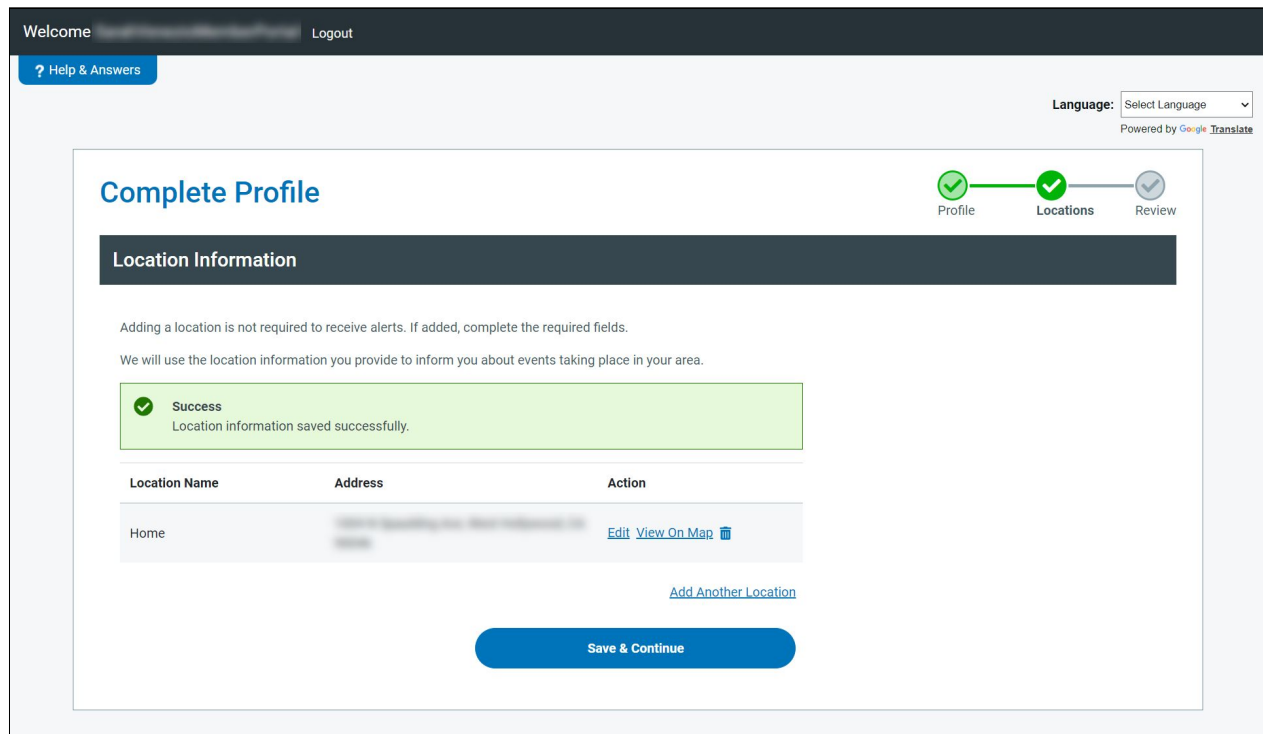 Welcome Logout
? Help & Answers
Language: Select Language
Powered by Google Translate
Complete Profile
Profile Locations Review
Location Information
Adding a location is not required to receive alerts. If added, complete the required fields.
We will use the location information you provide to inform you about events taking place in your area.
Success
Location information saved successfully.
Location Name Address Action
Home Edit View On Map
Add Another Location
Save & Continue